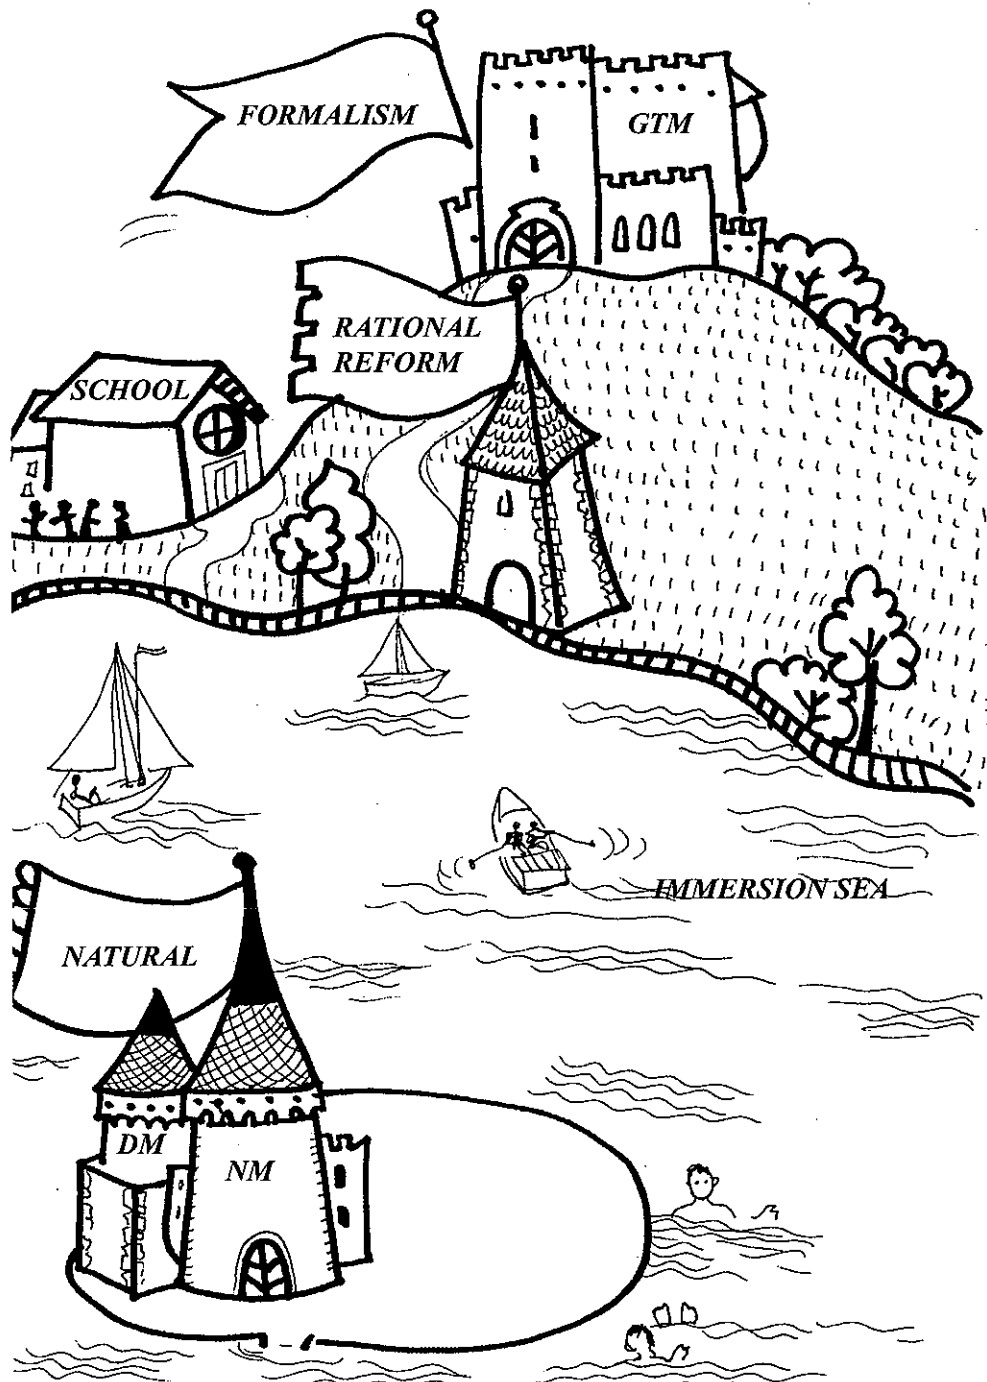 FORMALISM
GTM
RATIONAL
REFORM
SCHOOL
IMMERSION SEA
NATURAL
DM
NM